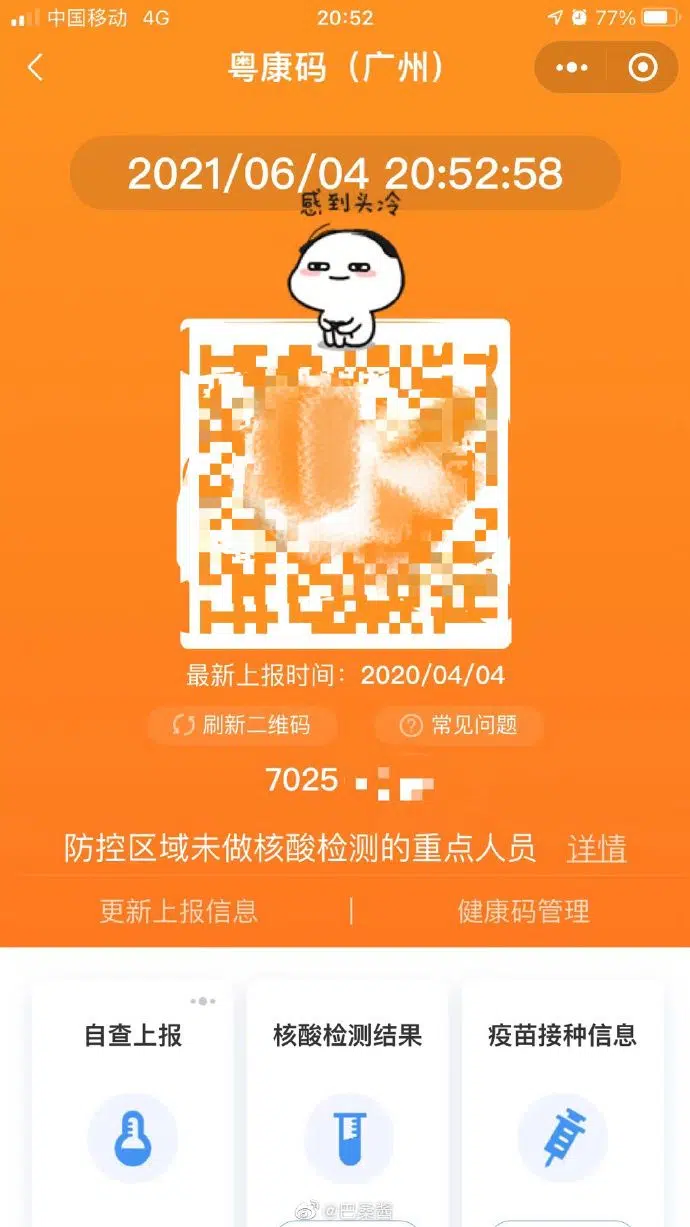 中国移动 4G 20:52 77%
粤康码（广州）
2021/06/04 20:52:58
感到头冷
最新上报时间：2020/04/04
刷新二维码 常见问题
7025
防控区域未做核酸检测的重点人员 详情
更新上报信息 | 健康码管理
自查上报 核酸检测结果 疫苗接种信息
@巴桑酱